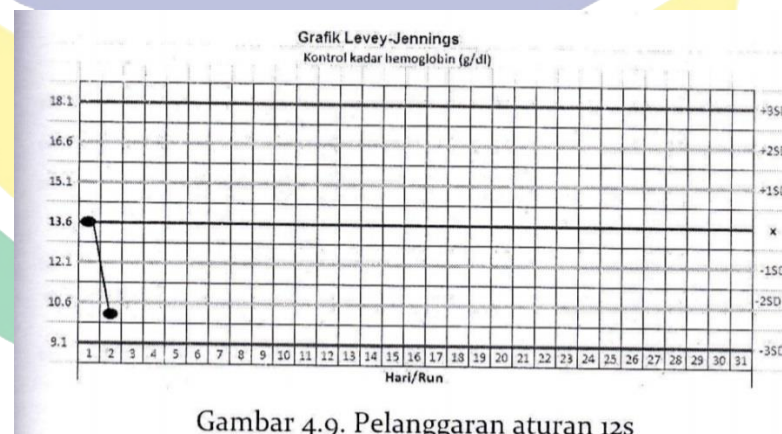 Grafik Levey-Jennings
Kontrol kadar hemoglobin (g/dl)
18.1
+3SD
16.6
+2SD
15.1
+1SD
13.6
x
12.1
-1SD
10.6
-2SD
9.1
-3SD
1 2 3 4 5 6 7 8 9 10 11 12 13 14 15 16 17 18 19 20 21 22 23 24 25 26 27 28 29 30 31
Hari/Run
Gambar 4.9. Pelanggaran aturan 12s